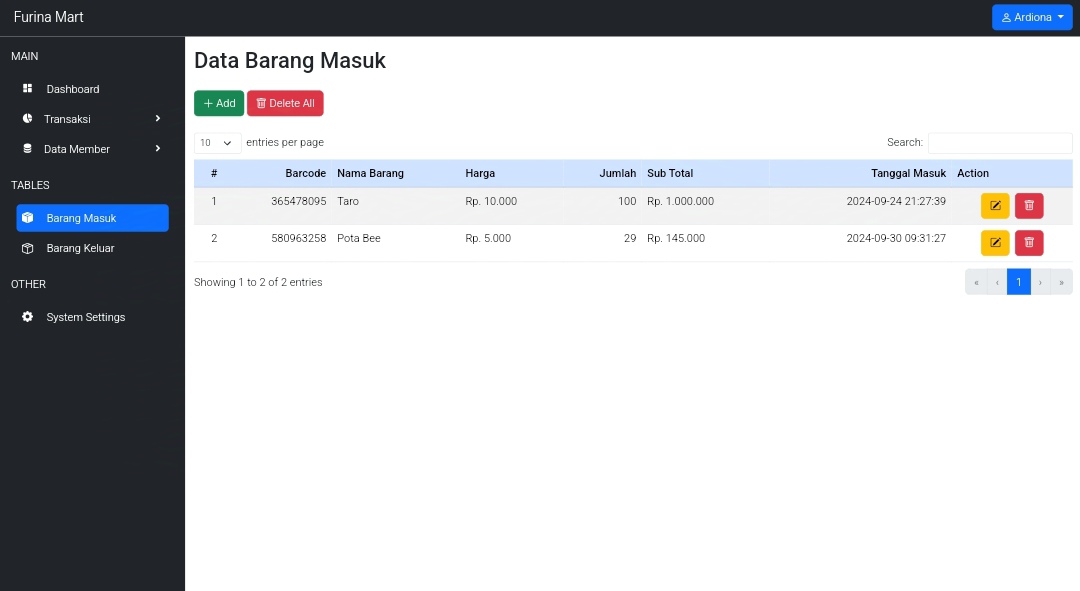 Furina Mart
Ardiona
MAIN
Dashboard
Transaksi
Data Member
TABLES
Barang Masuk
Barang Keluar
OTHER
System Settings
Data Barang Masuk
+ Add Delete All
10 entries per page Search:
# Barcode Nama Barang Harga Jumlah Sub Total Tanggal Masuk Action
1 365478095 Taro Rp. 10.000 100 Rp. 1.000.000 2024-09-24 21:27:39
2 580963258 Pota Bee Rp. 5.000 29 Rp. 145.000 2024-09-30 09:31:27
Showing 1 to 2 of 2 entries « ‹ 1 › »